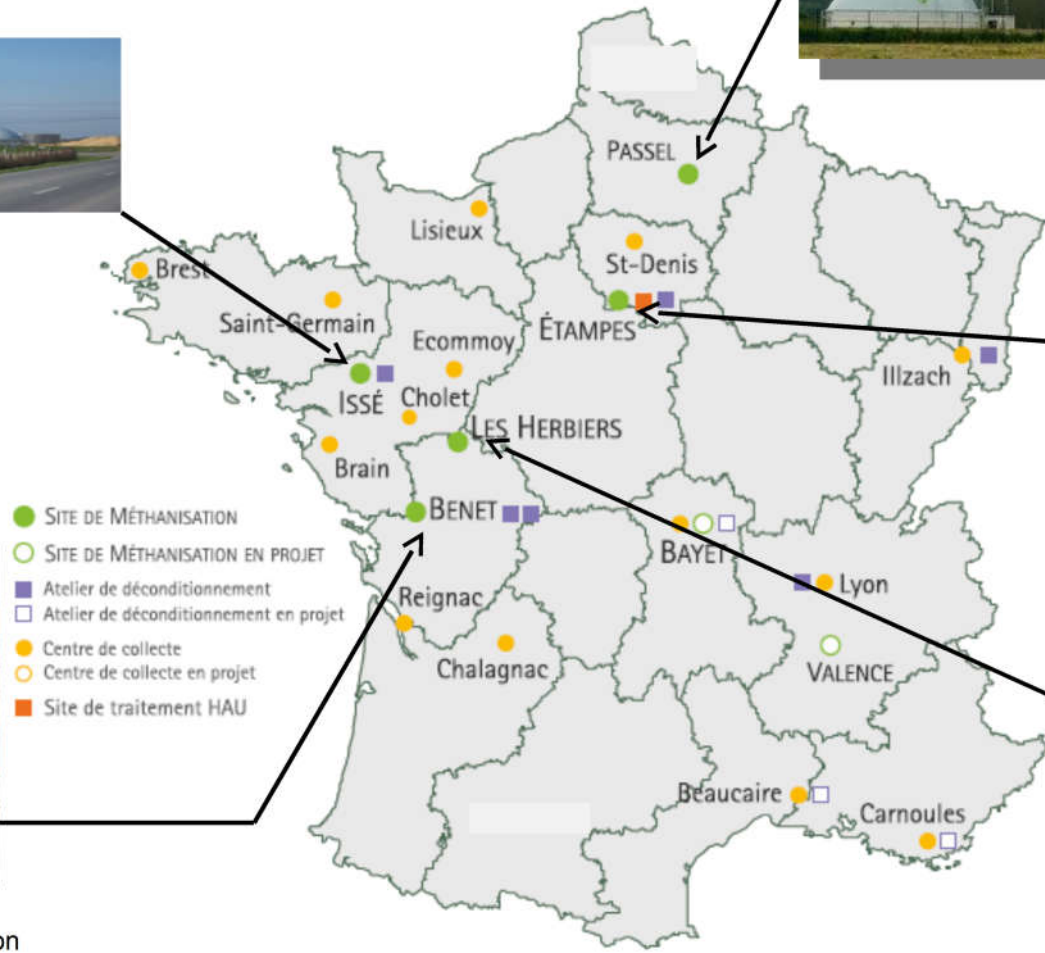 PASSEL
Lisieux
St-Denis
Brest
Saint-Germain
ÉTAMPES
Ecommoy
Illzach
ISSÉ
Cholet
LES HERBIERS
Brain
BENET
BAYET
Lyon
Reignac
Chalagnac
VALENCE
Beaucaire
Carnoules
SITE DE MÉTHANISATION
SITE DE MÉTHANISATION EN PROJET
Atelier de déconditionnement
Atelier de déconditionnement en projet
Centre de collecte
Centre de collecte en projet
Site de traitement HAU
on